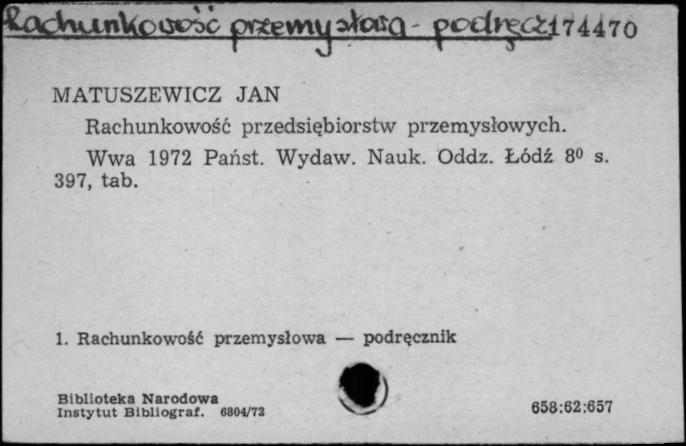 Rachunkowość przemysłowa - podręcz 174470
MATUSZEWICZ JAN
Rachunkowość przedsiębiorstw przemysłowych.
Wwa 1972 Państ. Wydaw. Nauk. Oddz. Łódź 8⁰ s.
397, tab.
1. Rachunkowość przemysłowa — podręcznik
Biblioteka Narodowa
Instytut Bibliograf. 6804/72
658:62:657